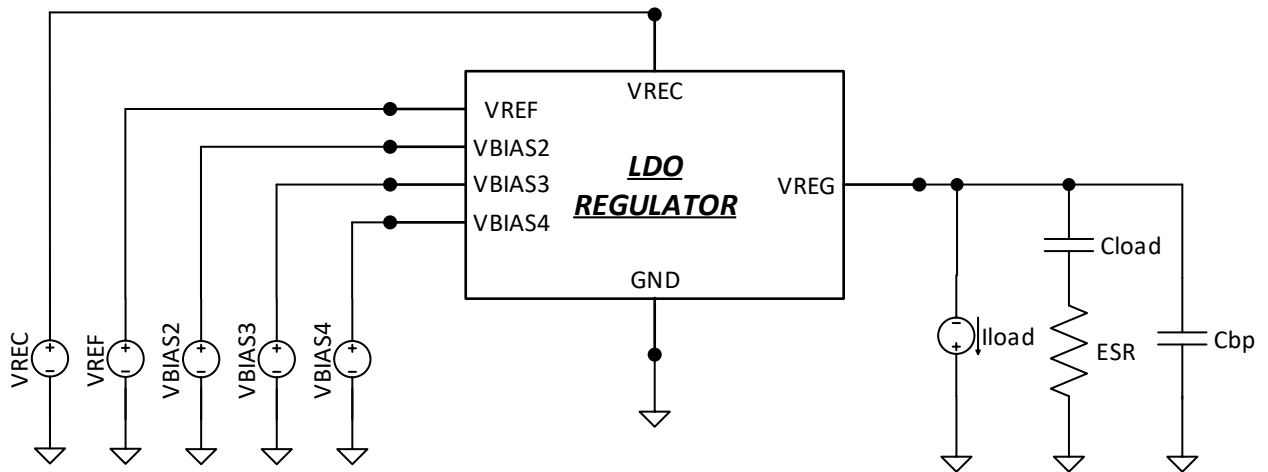 VREC
VREF
VBIAS2
VBIAS3
VBIAS4
LDO
REGULATOR
VREG
GND
VREC
VREF
VBIAS2
VBIAS3
VBIAS4
Iload
Cload
ESR
Cbp